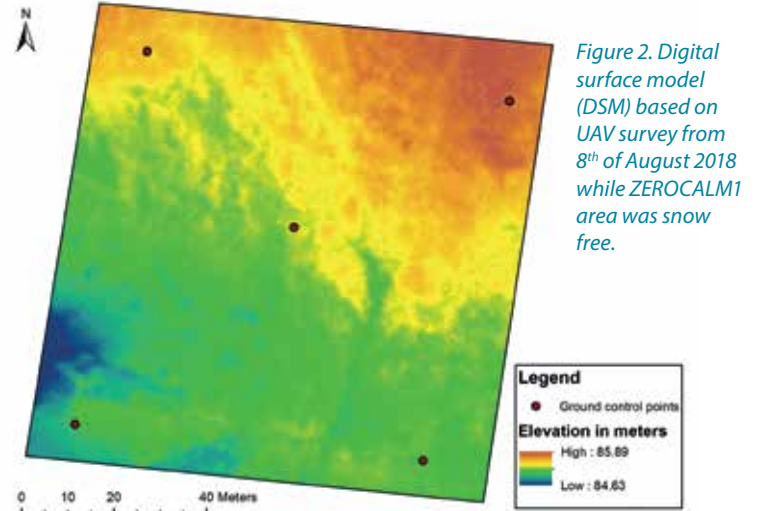 N
Figure 2. Digital
surface model
(DSM) based on
UAV survey from
8th of August 2018
while ZEROCALM1
area was snow
free.
Legend
Ground control points
Elevation in meters
High : 85.89
Low : 84.63
0 10 20 40 Meters